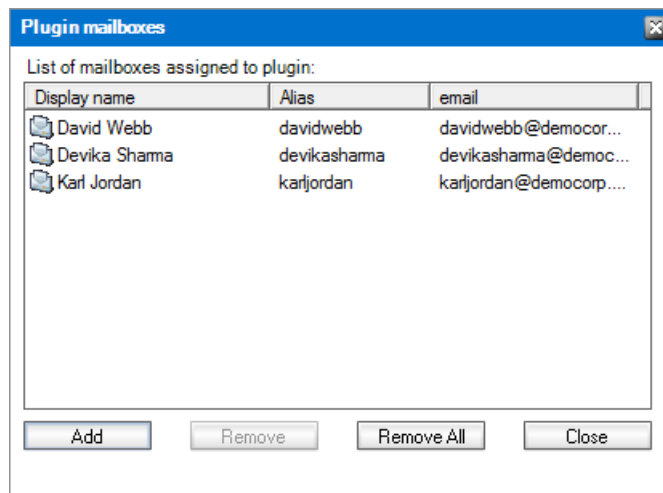 Plugin mailboxes
List of mailboxes assigned to plugin:
Display name Alias email
David Webb davidwebb davidwebb@democor...
Devika Sharma devikasharma devikasharma@democ...
Karl Jordan karljordan karljordan@democorp....
Add Remove Remove All Close